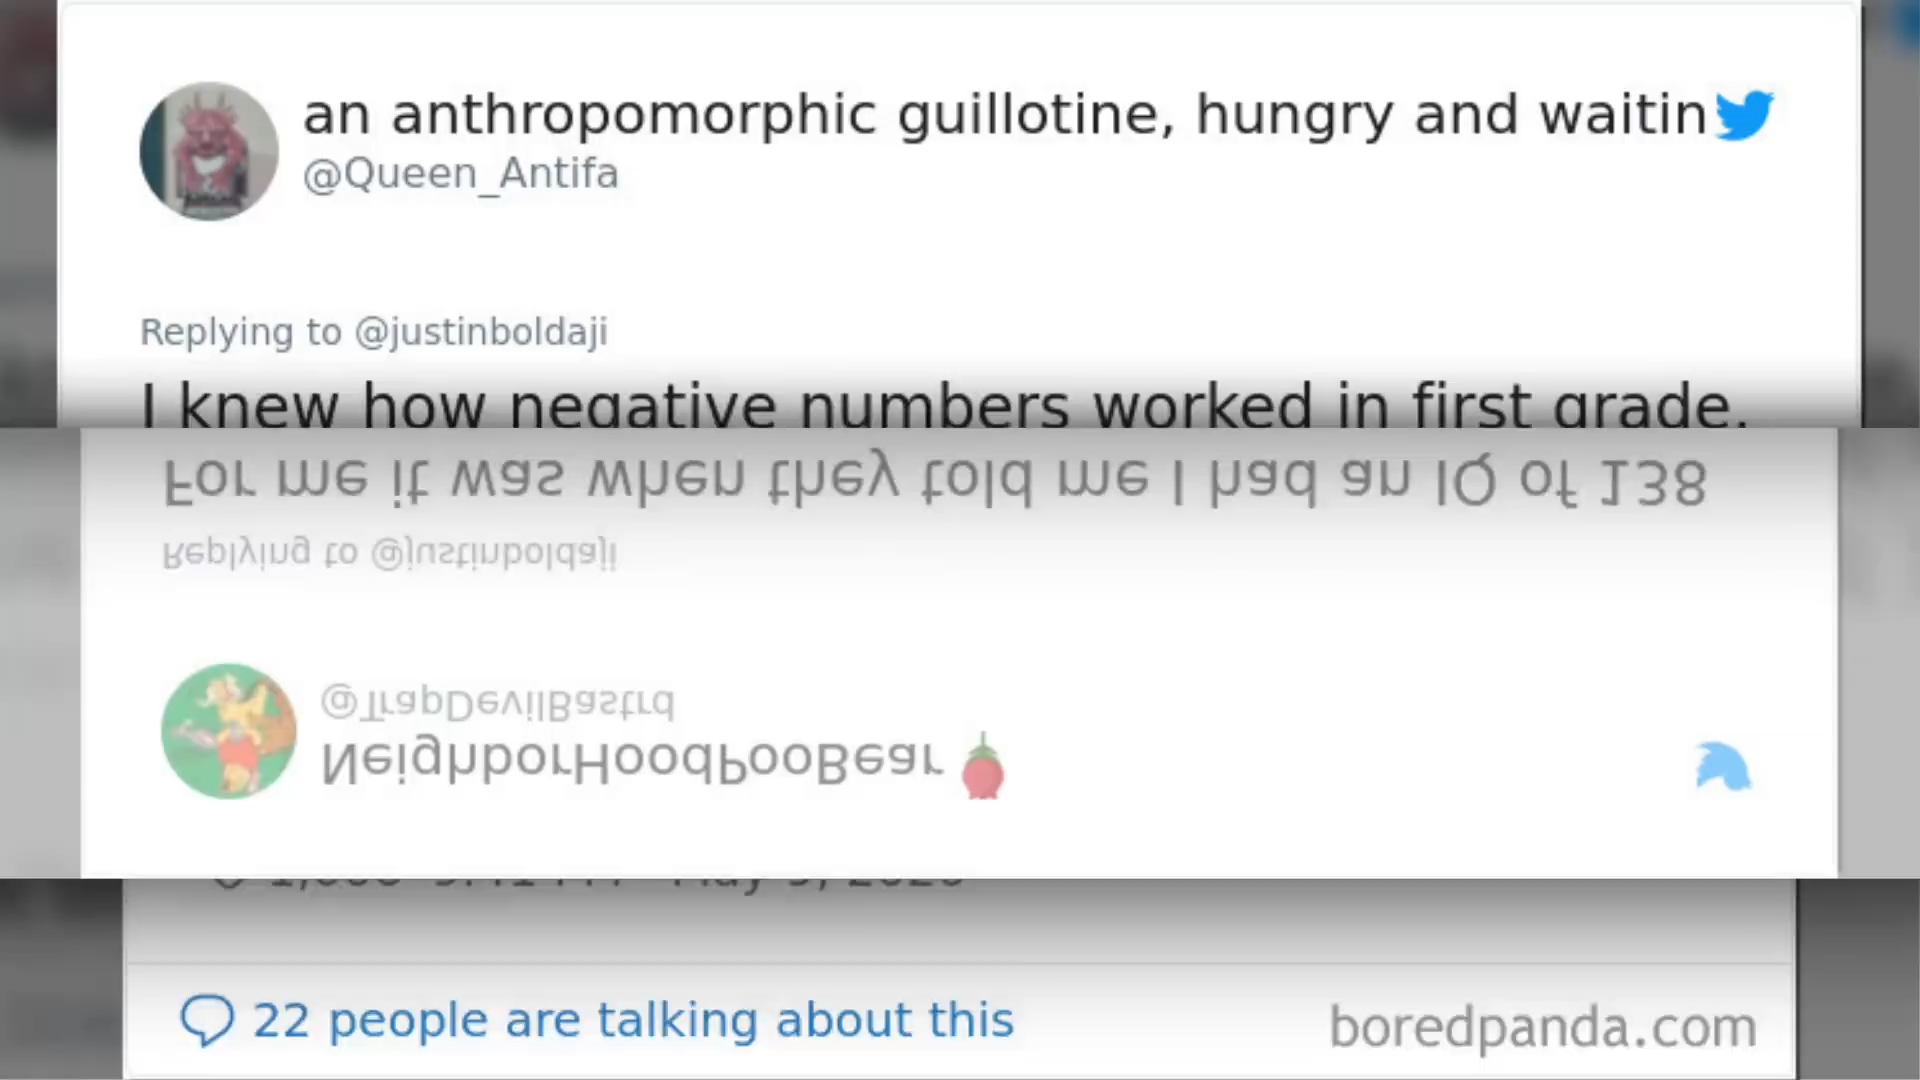 an anthropomorphic guillotine, hungry and waitin
@Queen_Antifa
Replying to @justinboldaji
I knew how negative numbers worked in first grade.
For me it was when they told me I had an IQ of 138
Replying to @justinboldaji
@TrapDevilBastrd
NeighborHoodPooBear
22 people are talking about this
boredpanda.com